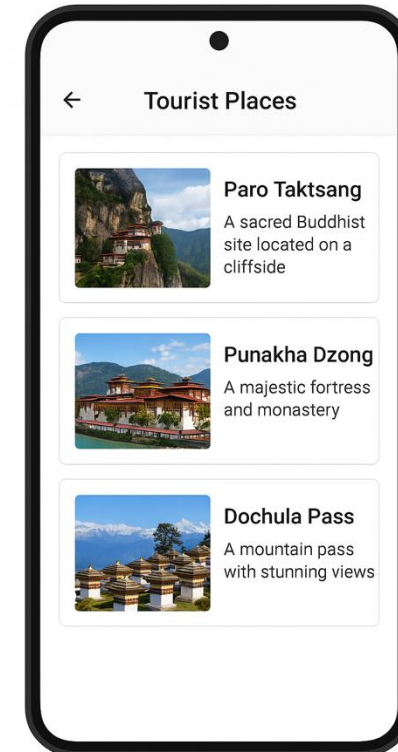 Tourist Places
Paro Taktsang
A sacred Buddhist
site located on a
cliffside
Punakha Dzong
A majestic fortress
and monastery
Dochula Pass
A mountain pass
with stunning views